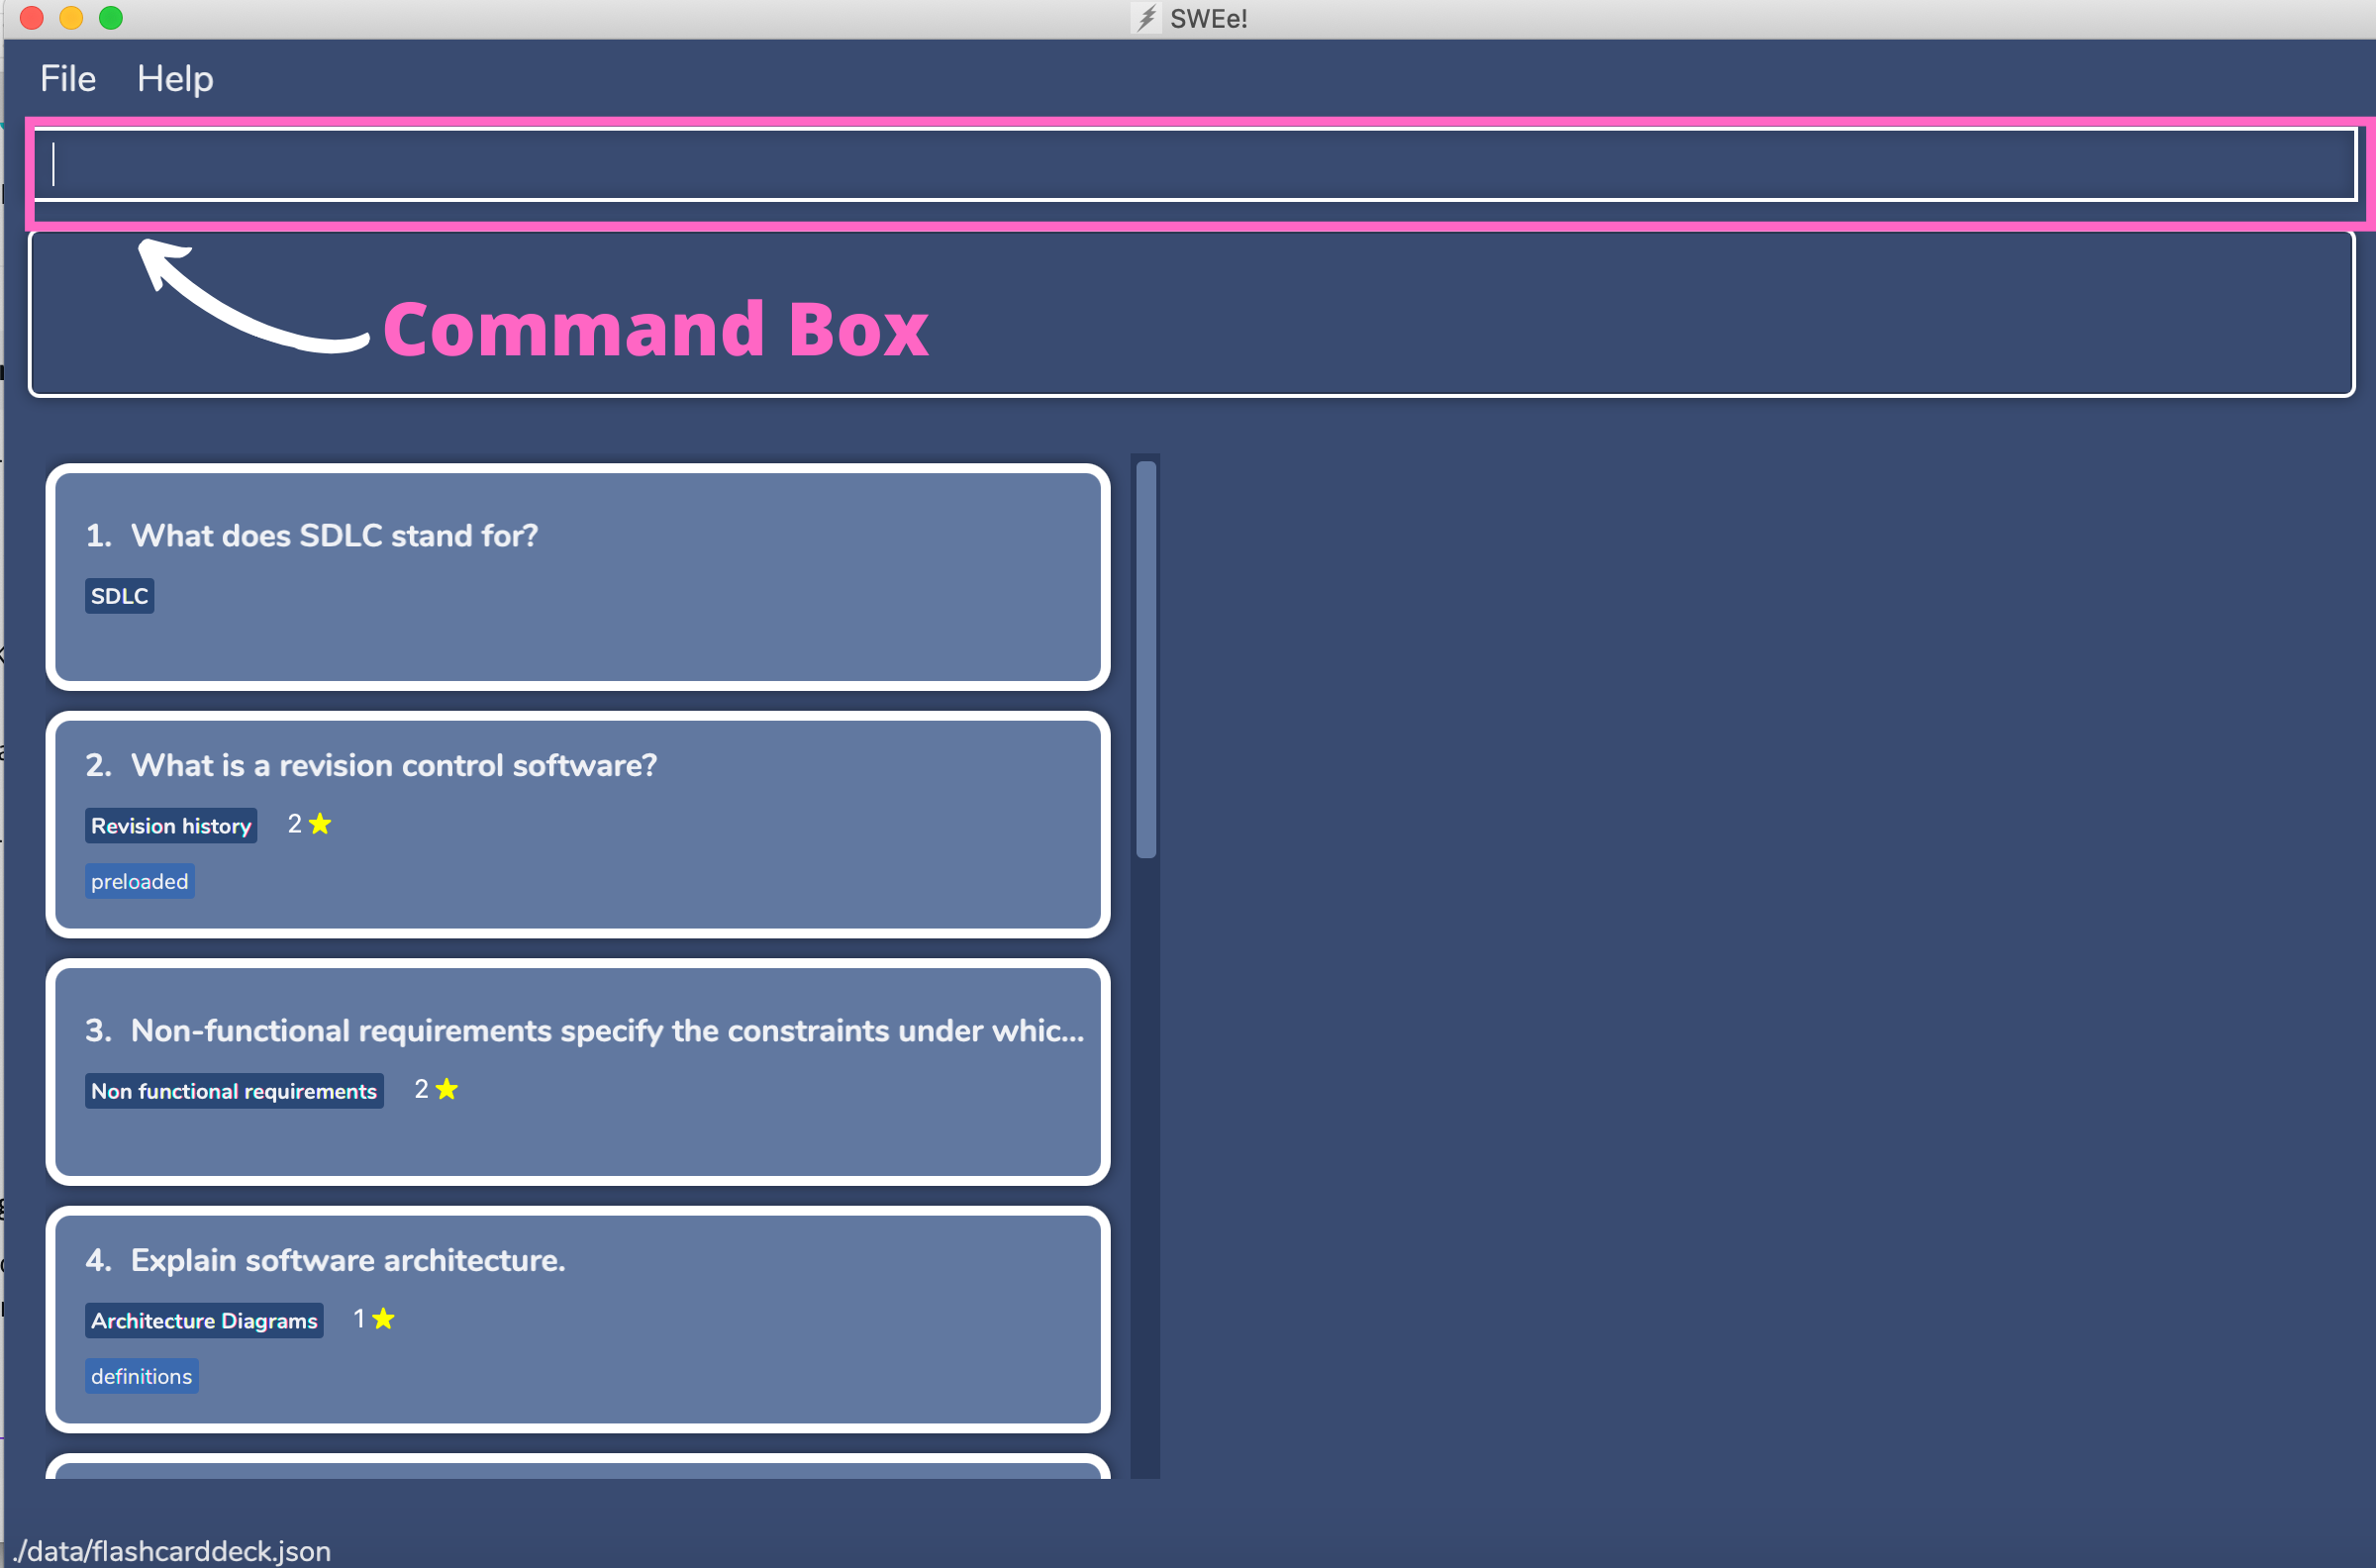 SWEe!
File Help
Command Box
1. What does SDLC stand for?
SDLC
2. What is a revision control software?
Revision history 2 ★
preloaded
3. Non-functional requirements specify the constraints under whic...
Non functional requirements 2 ★
4. Explain software architecture.
Architecture Diagrams 1 ★
definitions
./data/flashcarddeck.json